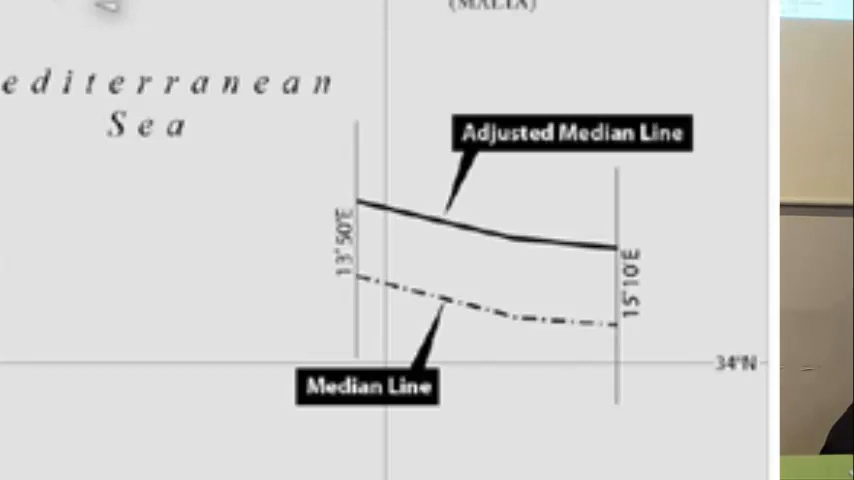 (MALTA)
editerranean
Sea
Adjusted Median Line
13°50'E
15°10'E
34°N
Median Line